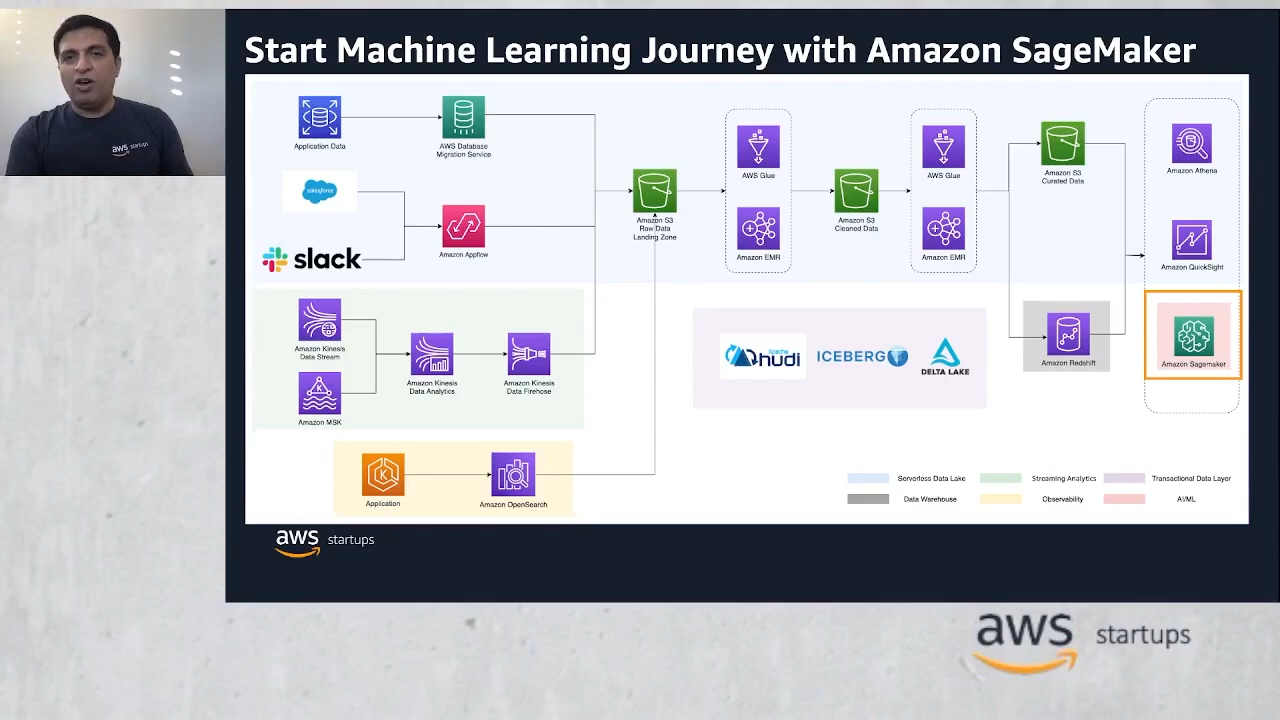 Start Machine Learning Journey with Amazon SageMaker
Application Data
AWS Database
Migration Service
salesforce
slack
Amazon Appflow
Amazon S3
Raw Data
Landing Zone
AWS Glue
Amazon EMR
Amazon S3
Cleaned Data
AWS Glue
Amazon EMR
Amazon S3
Curated Data
Amazon Athena
Amazon QuickSight
Amazon Redshift
Amazon Sagemaker
Amazon Kinesis
Data Stream
Amazon MSK
Amazon Kinesis
Data Analytics
Amazon Kinesis
Data Firehose
Apache
hudi
ICEBERG
DELTA LAKE
Application
Amazon OpenSearch
Serverless Data Lake
Streaming Analytics
Transactional Data Layer
Data Warehouse
Observability
AI/ML
aws startups
aws startups
aws startups